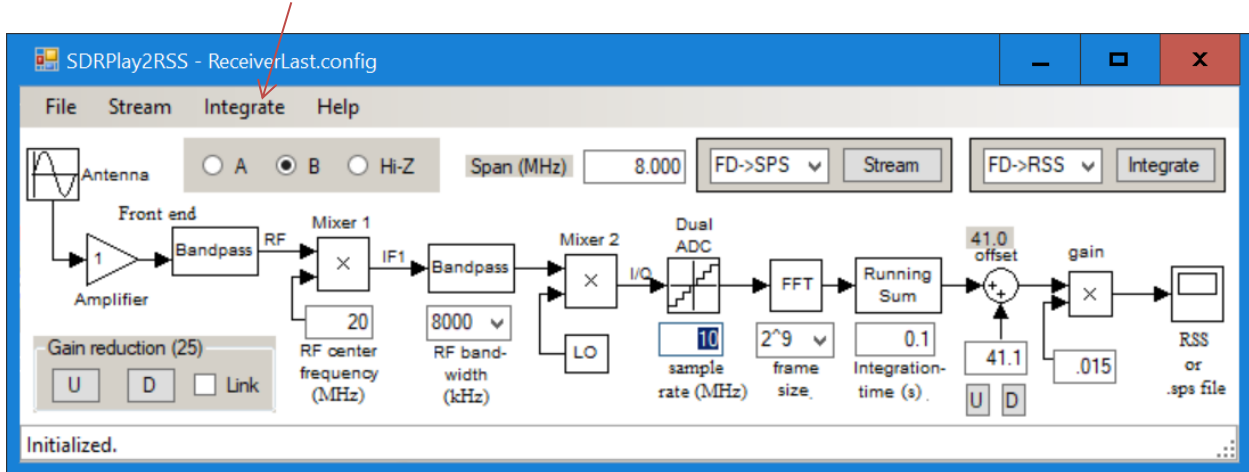 SDRPlay2RSS - ReceiverLast.config
File Stream Integrate Help
A B Hi-Z
Span (MHz) 8.000
FD->SPS Stream
FD->RSS Integrate
Antenna
Front end
1
Amplifier
Bandpass
RF
Mixer 1
×
IF1
20
RF center
frequency
(MHz)
Bandpass
8000
RF band-
width
(kHz)
Mixer 2
×
LO
I/Q
Dual
ADC
10
sample
rate (MHz)
FFT
2^9
frame
size.
Running
Sum
0.1
Integration-
time (s) .
41.0
offset
++
41.1
U D
gain
×
.015
RSS
or
.sps file
Gain reduction (25)
U D Link
Initialized.